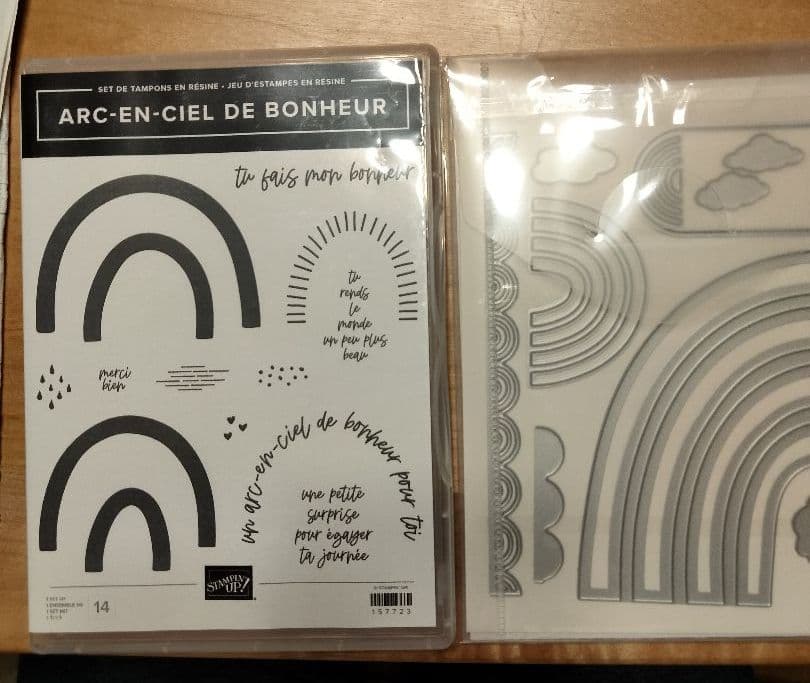 SET DE TAMPONS EN RÉSINE • JEU D'ESTAMPES EN RÉSINE
ARC-EN-CIEL DE BONHEUR
tu fais mon bonheur
tu
rends
le
monde
un peu plus
beau
merci
bien
un arc-en-ciel de bonheur pour toi
une petite
surprise
pour égayer
ta journée
STAMPIN'
UP!
14
157723